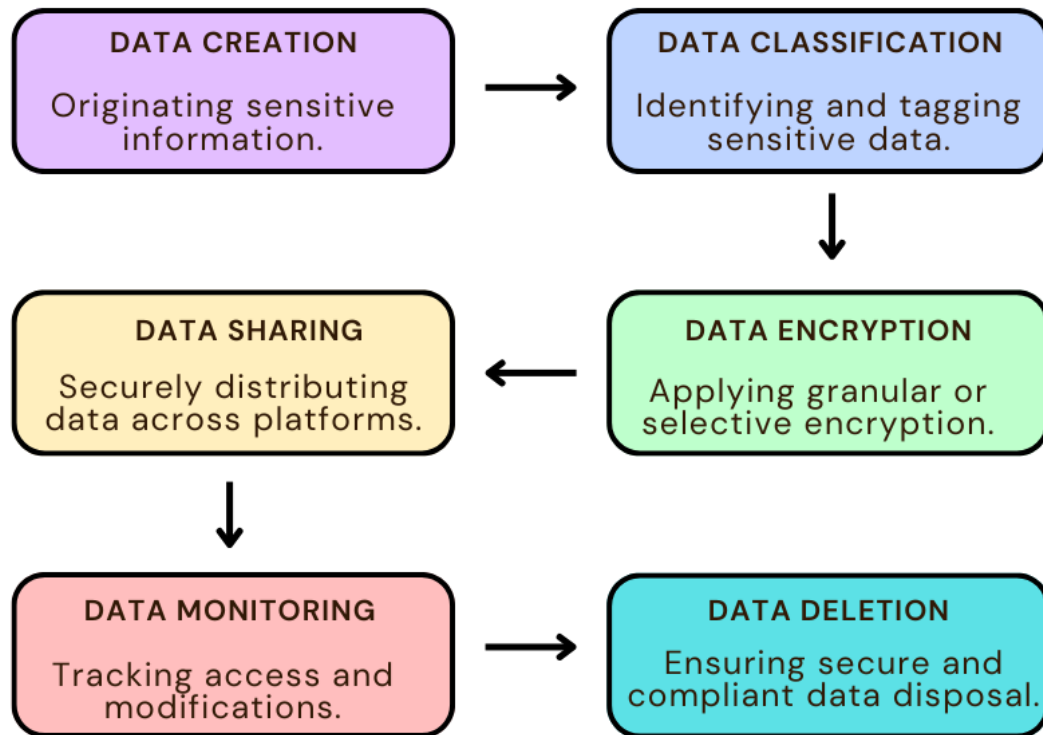 DATA CREATION
Originating sensitive
information.
DATA CLASSIFICATION
Identifying and tagging
sensitive data.
DATA ENCRYPTION
Applying granular or
selective encryption.
DATA SHARING
Securely distributing
data across platforms.
DATA MONITORING
Tracking access and
modifications.
DATA DELETION
Ensuring secure and
compliant data disposal.